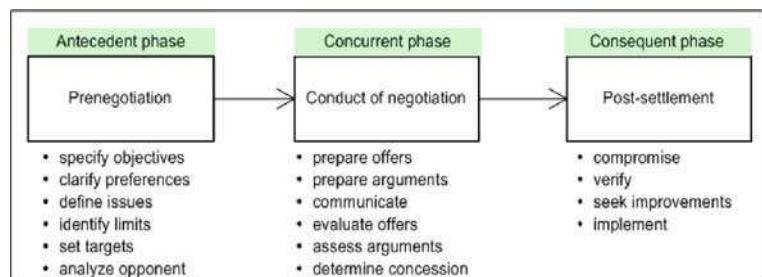 Antecedent phase
Prenegotiation
• specify objectives
• clarify preferences
• define issues
• identify limits
• set targets
• analyze opponent
Concurrent phase
Conduct of negotiation
• prepare offers
• prepare arguments
• communicate
• evaluate offers
• assess arguments
• determine concession
Consequent phase
Post-settlement
• compromise
• verify
• seek improvements
• implement